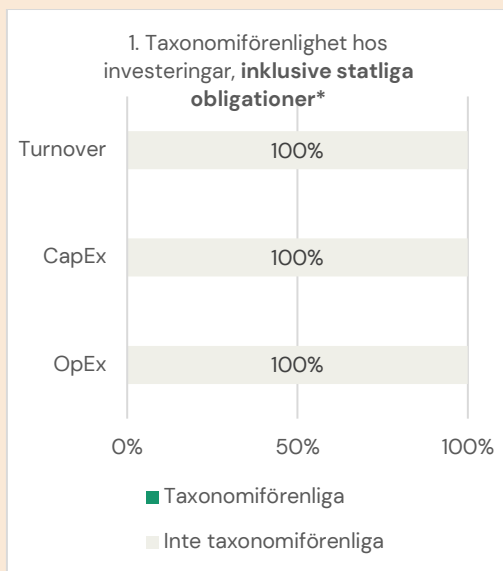 1. Taxonomiförenlighet hos
investeringar, inklusive statliga
obligationer*
Turnover
100%
CapEx
100%
OpEx
100%
0%
50%
100%
Taxonomiförenliga
Inte taxonomiförenliga